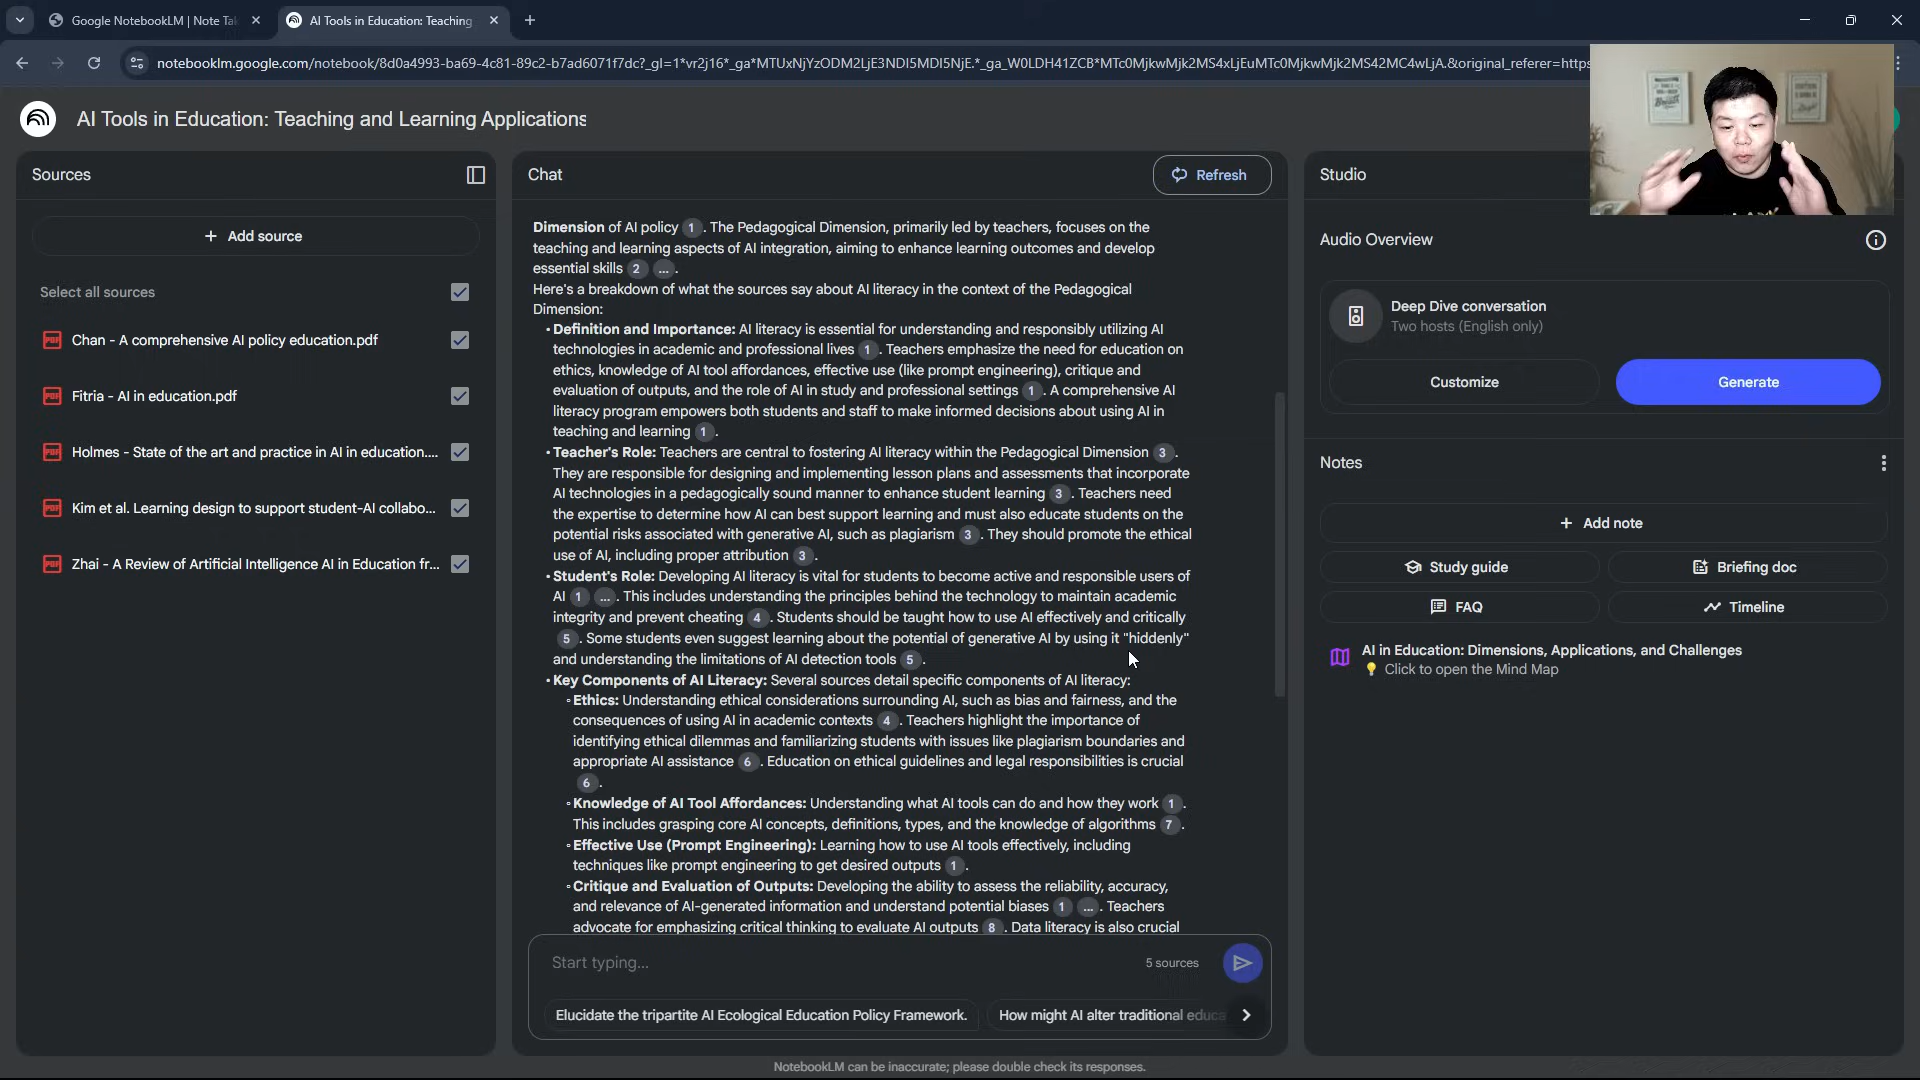 Google NotebookLM | Note Ta
AI Tools in Education: Teaching
notebooklm.google.com/notebook/8d0a4993-ba69-4c81-89c2-b7ad6071f7dc?_gl=1*vr2j16*_ga*MTUxNjYzODM2LjE3NDI5MDI5NjE.*_ga_W0LDH41ZCB*MTc0MjkwMjk2MS4xLjEuMTc0MjkwMjk2MS42MC4wLjA.&original_referer=https
AI Tools in Education: Teaching and Learning Applications
Sources
Add source
Select all sources
Chan - A comprehensive AI policy education.pdf
Fitria - AI in education.pdf
Holmes - State of the art and practice in AI in education....
Kim et al. Learning design to support student-AI collabo...
Zhai - A Review of Artificial Intelligence AI in Education fr...
Chat
Refresh
Dimension of AI policy 1 . The Pedagogical Dimension, primarily led by teachers, focuses on the
teaching and learning aspects of AI integration, aiming to enhance learning outcomes and develop
essential skills 2 ... .
Here's a breakdown of what the sources say about AI literacy in the context of the Pedagogical
Dimension:
• Definition and Importance: AI literacy is essential for understanding and responsibly utilizing AI
technologies in academic and professional lives 1 . Teachers emphasize the need for education on
ethics, knowledge of AI tool affordances, effective use (like prompt engineering), critique and
evaluation of outputs, and the role of AI in study and professional settings 1 . A comprehensive AI
literacy program empowers both students and staff to make informed decisions about using AI in
teaching and learning 1 .
• Teacher's Role: Teachers are central to fostering AI literacy within the Pedagogical Dimension 3 .
They are responsible for designing and implementing lesson plans and assessments that incorporate
AI technologies in a pedagogically sound manner to enhance student learning 3 . Teachers need
the expertise to determine how AI can best support learning and must also educate students on the
potential risks associated with generative AI, such as plagiarism 3 . They should promote the ethical
use of AI, including proper attribution 3 .
• Student's Role: Developing AI literacy is vital for students to become active and responsible users of
AI 1 ... . This includes understanding the principles behind the technology to maintain academic
integrity and prevent cheating 4 . Students should be taught how to use AI effectively and critically
5 . Some students even suggest learning about the potential of generative AI by using it "hiddenly"
and understanding the limitations of AI detection tools 5 .
• Key Components of AI Literacy: Several sources detail specific components of AI literacy:
◦ Ethics: Understanding ethical considerations surrounding AI, such as bias and fairness, and the
consequences of using AI in academic contexts 4 . Teachers highlight the importance of
identifying ethical dilemmas and familiarizing students with issues like plagiarism boundaries and
appropriate AI assistance 6 . Education on ethical guidelines and legal responsibilities is crucial
6 .
◦ Knowledge of AI Tool Affordances: Understanding what AI tools can do and how they work 1 .
This includes grasping core AI concepts, definitions, types, and the knowledge of algorithms 7 .
◦ Effective Use (Prompt Engineering): Learning how to use AI tools effectively, including
techniques like prompt engineering to get desired outputs 1 .
◦ Critique and Evaluation of Outputs: Developing the ability to assess the reliability, accuracy,
and relevance of AI-generated information and understand potential biases 1 ... . Teachers
advocate for emphasizing critical thinking to evaluate AI outputs 8 . Data literacy is also crucial
Start typing...
5 sources
Elucidate the tripartite AI Ecological Education Policy Framework.
How might AI alter traditional educa
NotebookLM can be inaccurate; please double check its responses.
Studio
Audio Overview
Deep Dive conversation
Two hosts (English only)
Customize
Generate
Notes
Add note
Study guide
Briefing doc
FAQ
Timeline
AI in Education: Dimensions, Applications, and Challenges
Click to open the Mind Map